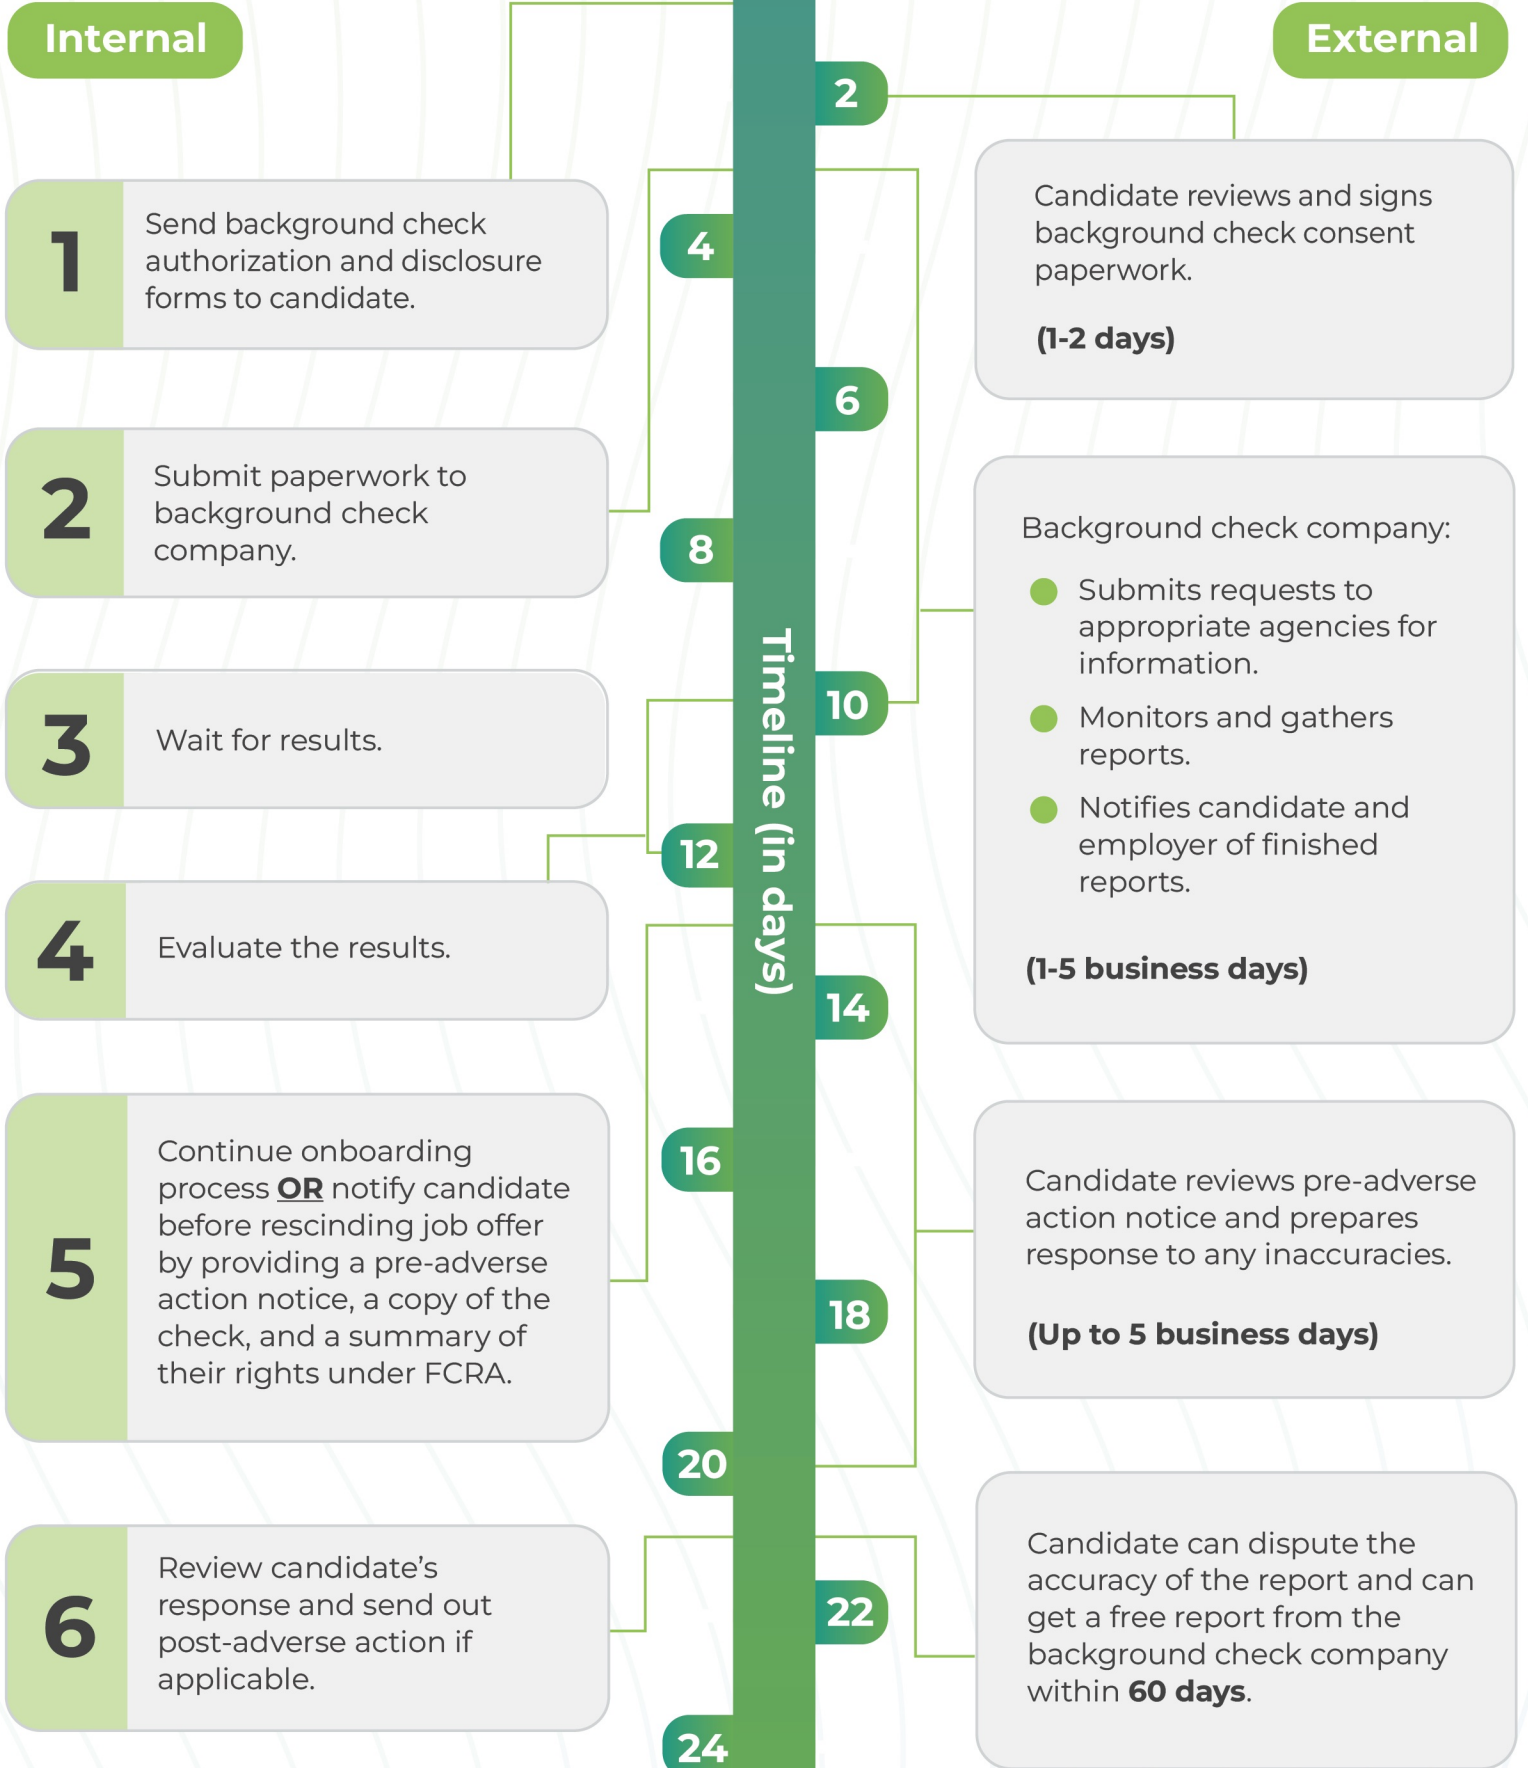 Internal
External
2
1
Send background check
authorization and disclosure
forms to candidate.
Candidate reviews and signs
background check consent
paperwork.
(1-2 days)
4
6
2
Submit paperwork to
background check
company.
8
Background check company:
Submits requests to
appropriate agencies for
information.
Monitors and gathers
reports.
Notifies candidate and
employer of finished
reports.
(1-5 business days)
Timeline (in days)
10
3
Wait for results.
12
4
Evaluate the results.
14
16
5
Continue onboarding
process OR notify candidate
before rescinding job offer
by providing a pre-adverse
action notice, a copy of the
check, and a summary of
their rights under FCRA.
Candidate reviews pre-adverse
action notice and prepares
response to any inaccuracies.
(Up to 5 business days)
18
20
6
Review candidate’s
response and send out
post-adverse action if
applicable.
22
Candidate can dispute the
accuracy of the report and can
get a free report from the
background check company
within 60 days.
24